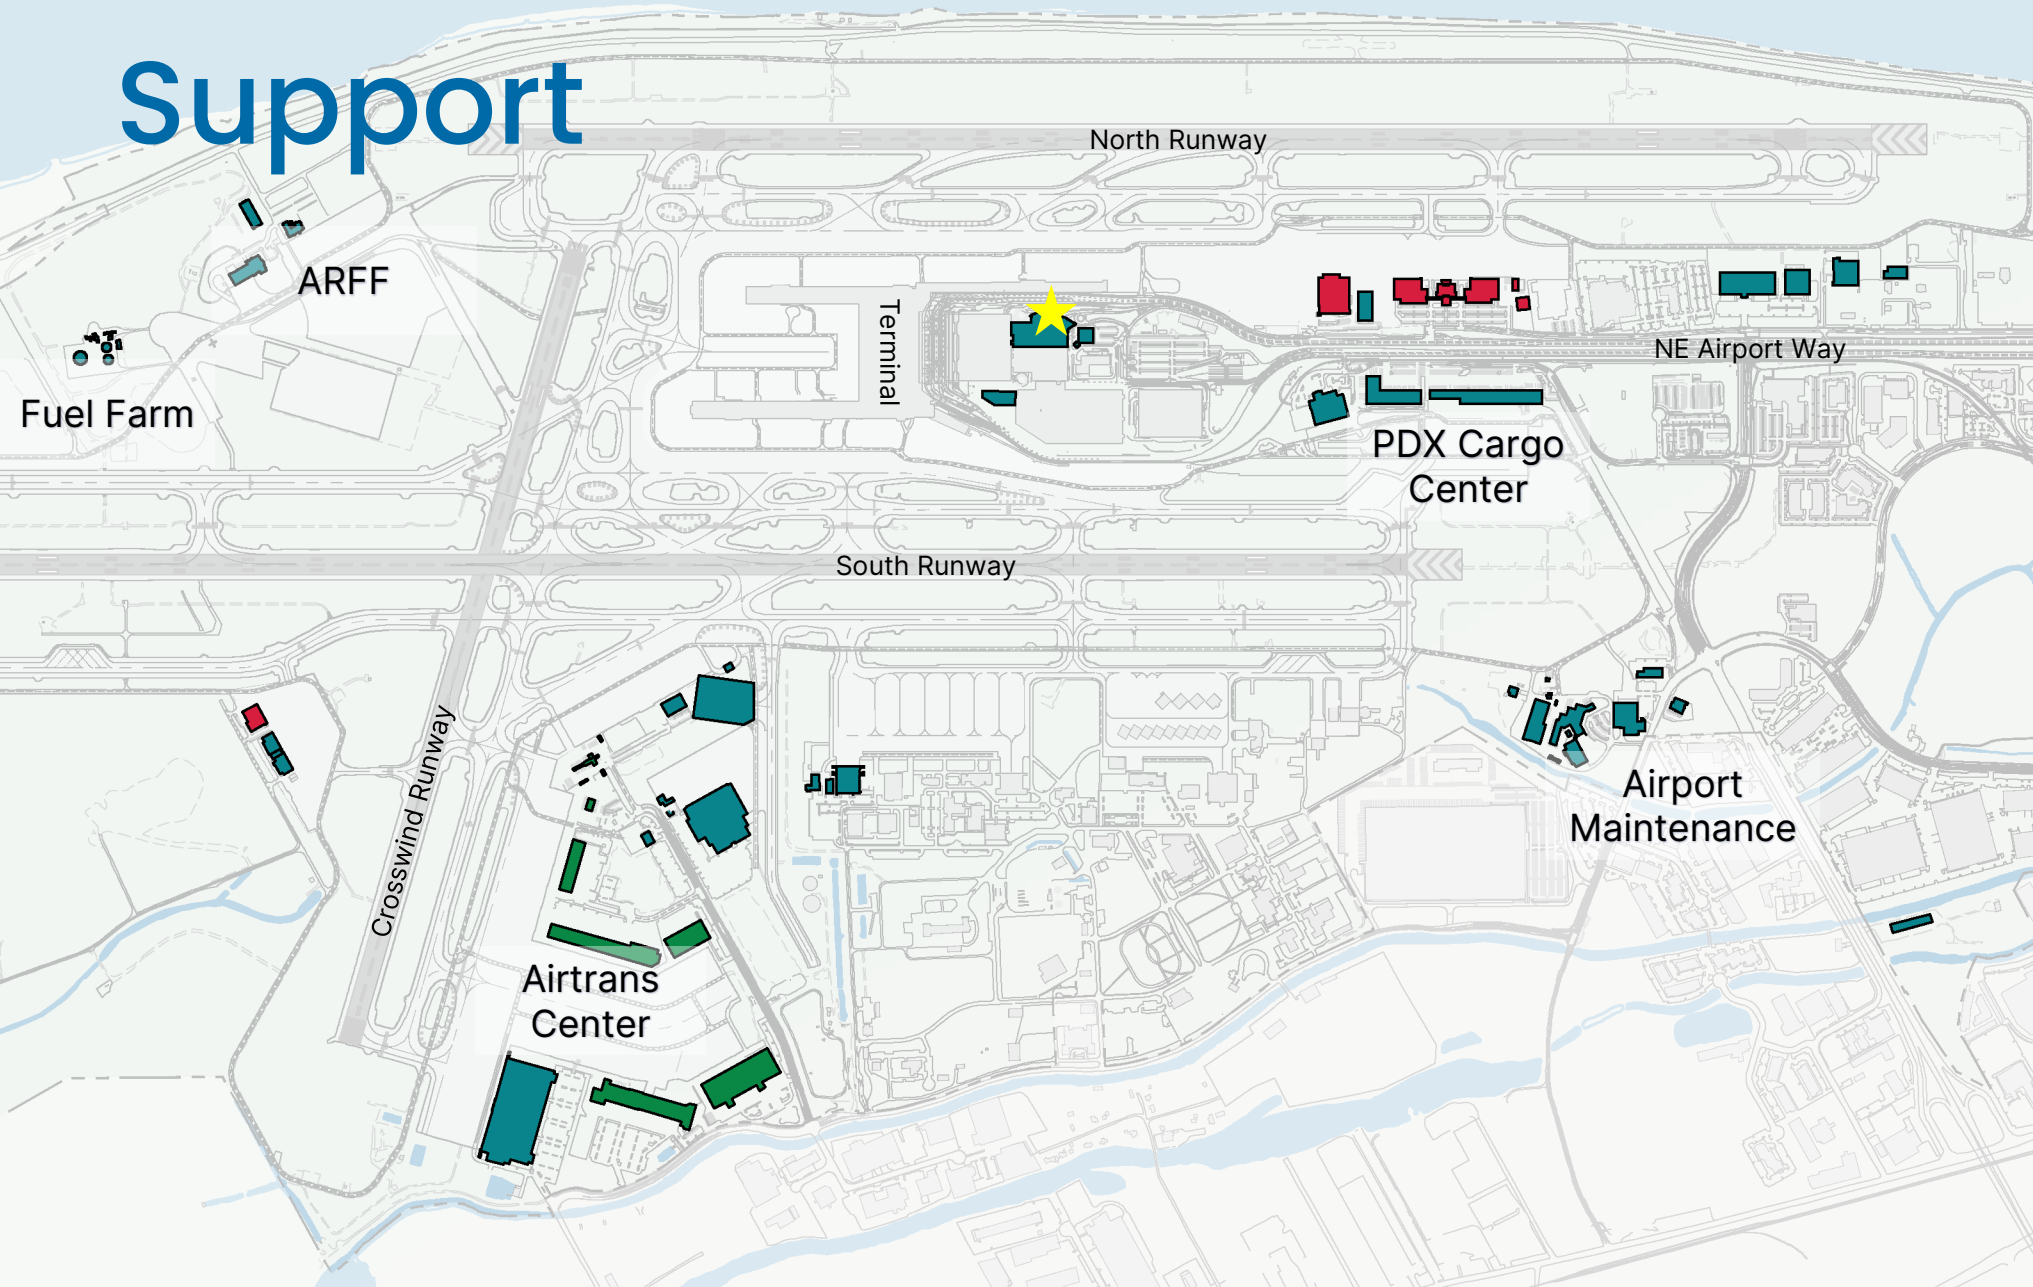 Support
North Runway
ARFF
Terminal
NE Airport Way
Fuel Farm
PDX Cargo
Center
South Runway
Crosswind Runway
Airport
Maintenance
Airtrans
Center